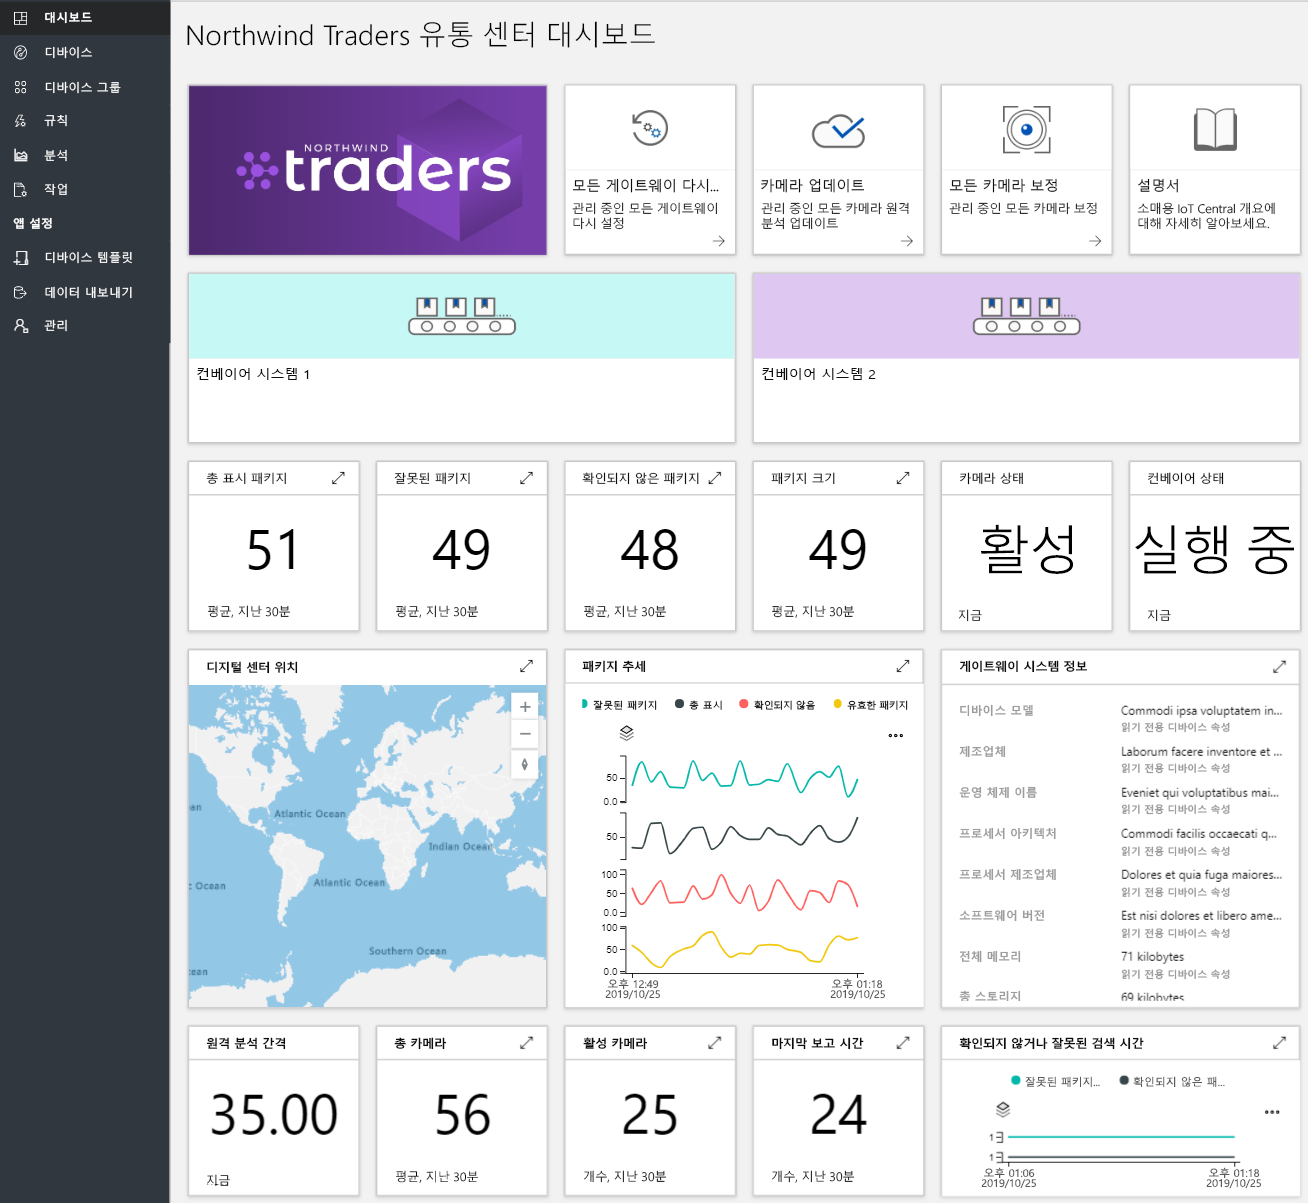 대시보드
디바이스
디바이스 그룹
규칙
분석
작업
앱 설정
디바이스 템플릿
데이터 내보내기
관리
Northwind Traders 유통 센터 대시보드
NORTHWIND
traders
모든 게이트웨이 다시...
관리 중인 모든 게이트웨이
다시 설정
카메라 업데이트
관리 중인 모든 카메라 원격
분석 업데이트
모든 카메라 보정
관리 중인 모든 카메라 보정
설명서
소매용 IoT Central 개요에
대해 자세히 알아보세요.
컨베이어 시스템 1
컨베이어 시스템 2
총 표시 패키지
51
평균, 지난 30분
잘못된 패키지
49
평균, 지난 30분
확인되지 않은 패키지
48
평균, 지난 30분
패키지 크기
49
평균, 지난 30분
카메라 상태
활성
지금
컨베이어 상태
실행 중
지금
디지털 센터 위치
Atlantic Ocean
Indian Ocean
Atlantic Ocean
Ocean
Southern Ocean
패키지 추세
잘못된 패키지 총 표시 확인되지 않음 유효한 패키지
50
0.0
50
100
50
0.0
100
50
0.0
오후 12:49
2019/10/25
오후 01:18
2019/10/25
게이트웨이 시스템 정보
디바이스 모델 Commodi ipsa voluptatem in...
읽기 전용 디바이스 속성
제조업체 Laborum facere inventore et ...
읽기 전용 디바이스 속성
운영 체제 이름 Eveniet qui voluptatibus mai...
읽기 전용 디바이스 속성
프로세서 아키텍처 Commodi facilis occaecati q...
읽기 전용 디바이스 속성
프로세서 제조업체 Dolores et quia fuga maiores...
읽기 전용 디바이스 속성
소프트웨어 버전 Est nisi dolores et libero ame...
읽기 전용 디바이스 속성
전체 메모리 71 kilobytes
읽기 전용 디바이스 속성
총 스토리지 69 kilobytes
원격 분석 간격
35.00
지금
총 카메라
56
평균, 지난 30분
활성 카메라
25
개수, 지난 30분
마지막 보고 시간
24
개수, 지난 30분
확인되지 않거나 잘못된 검색 시간
잘못된 패키지... 확인되지 않은 패...
1
1
오후 01:06
2019/10/25
오후 01:18
2019/10/25